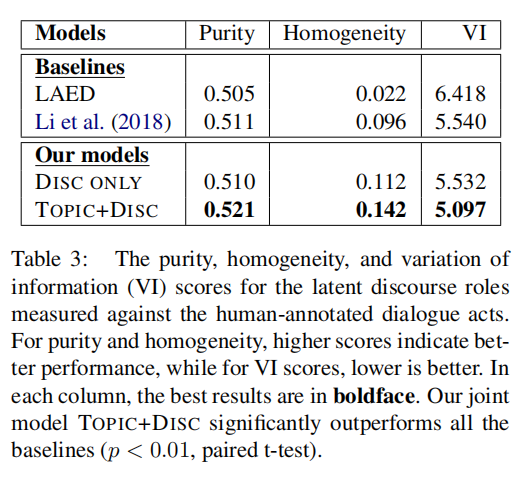 Models Purity Homogeneity VI
Baselines
LAED 0.505 0.022 6.418
Li et al. (2018) 0.511 0.096 5.540
Our models
DISC ONLY 0.510 0.112 5.532
TOPIC+DISC 0.521 0.142 5.097
Table 3: The purity, homogeneity, and variation of
information (VI) scores for the latent discourse roles
measured against the human-annotated dialogue acts.
For purity and homogeneity, higher scores indicate bet-
ter performance, while for VI scores, lower is better. In
each column, the best results are in boldface. Our joint
model TOPIC+DISC significantly outperforms all the
baselines (p < 0.01, paired t-test).